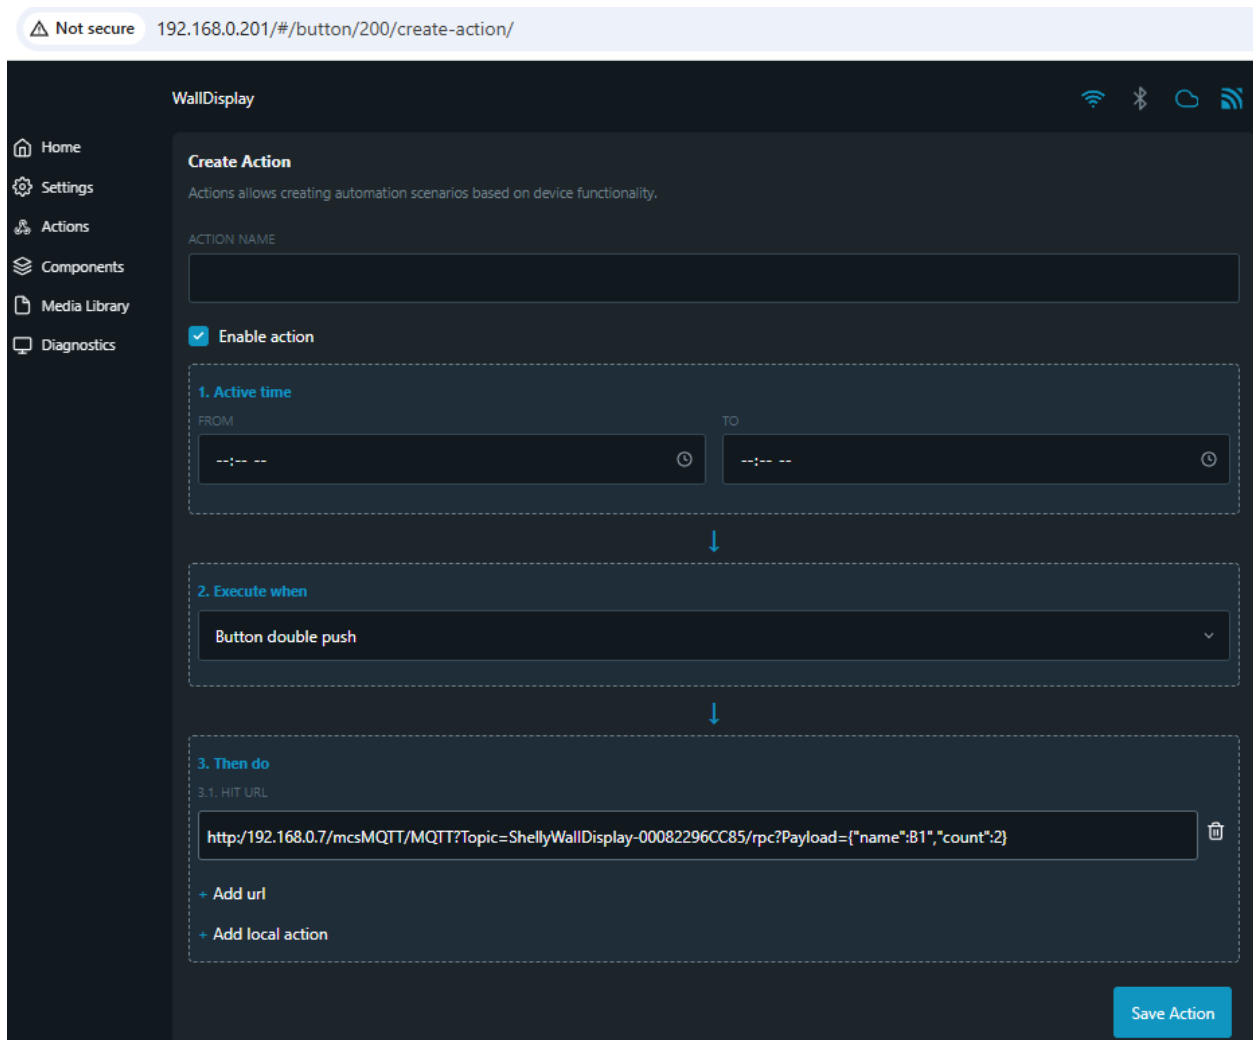 Not secure 192.168.0.201/#/button/200/create-action/
WallDisplay
Home
Settings
Actions
Components
Media Library
Diagnostics
Create Action
Actions allows creating automation scenarios based on device functionality.
ACTION NAME
Enable action
1. Active time
FROM
TO
--:-- --
--:-- --
2. Execute when
Button double push
3. Then do
3.1. HIT URL
http:/192.168.0.7/mcsMQTT/MQTT?Topic=ShellyWallDisplay-00082296CC85/rpc?Payload={"name":B1","count":2}
+ Add url
+ Add local action
Save Action